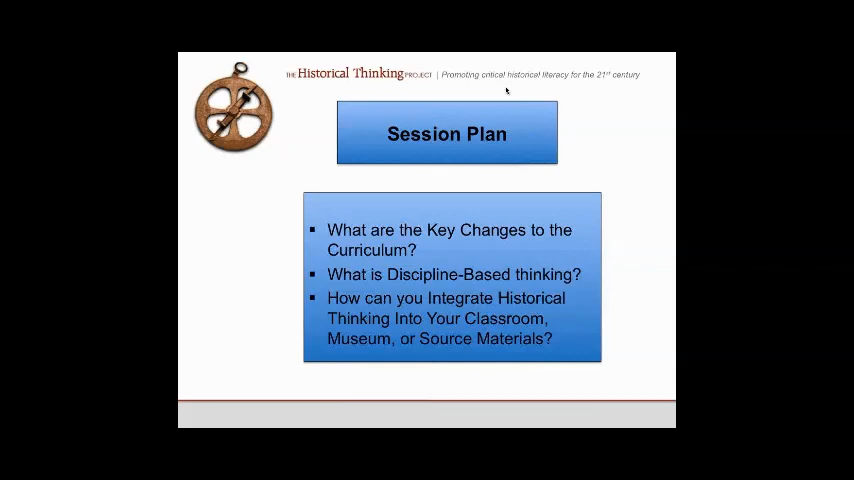 THE Historical Thinking PROJECT | Promoting critical historical literacy for the 21st century
Session Plan
▪ What are the Key Changes to the
Curriculum?
▪ What is Discipline-Based thinking?
▪ How can you Integrate Historical
Thinking Into Your Classroom,
Museum, or Source Materials?